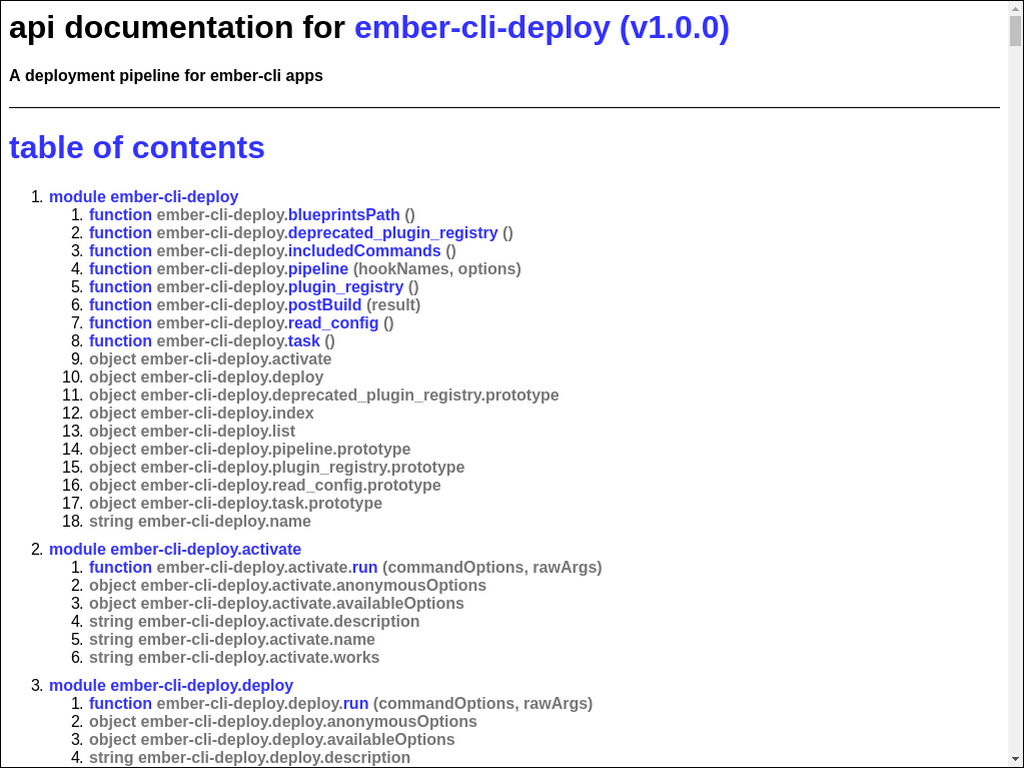 api documentation for ember-cli-deploy (v1.0.0)
A deployment pipeline for ember-cli apps
table of contents
1. module ember-cli-deploy
1. function ember-cli-deploy.blueprintsPath ()
2. function ember-cli-deploy.deprecated_plugin_registry ()
3. function ember-cli-deploy.includedCommands ()
4. function ember-cli-deploy.pipeline (hookNames, options)
5. function ember-cli-deploy.plugin_registry ()
6. function ember-cli-deploy.postBuild (result)
7. function ember-cli-deploy.read_config ()
8. function ember-cli-deploy.task ()
9. object ember-cli-deploy.activate
10. object ember-cli-deploy.deploy
11. object ember-cli-deploy.deprecated_plugin_registry.prototype
12. object ember-cli-deploy.index
13. object ember-cli-deploy.list
14. object ember-cli-deploy.pipeline.prototype
15. object ember-cli-deploy.plugin_registry.prototype
16. object ember-cli-deploy.read_config.prototype
17. object ember-cli-deploy.task.prototype
18. string ember-cli-deploy.name
2. module ember-cli-deploy.activate
1. function ember-cli-deploy.activate.run (commandOptions, rawArgs)
2. object ember-cli-deploy.activate.anonymousOptions
3. object ember-cli-deploy.activate.availableOptions
4. string ember-cli-deploy.activate.description
5. string ember-cli-deploy.activate.name
6. string ember-cli-deploy.activate.works
3. module ember-cli-deploy.deploy
1. function ember-cli-deploy.deploy.run (commandOptions, rawArgs)
2. object ember-cli-deploy.deploy.anonymousOptions
3. object ember-cli-deploy.deploy.availableOptions
4. string ember-cli-deploy.deploy.description